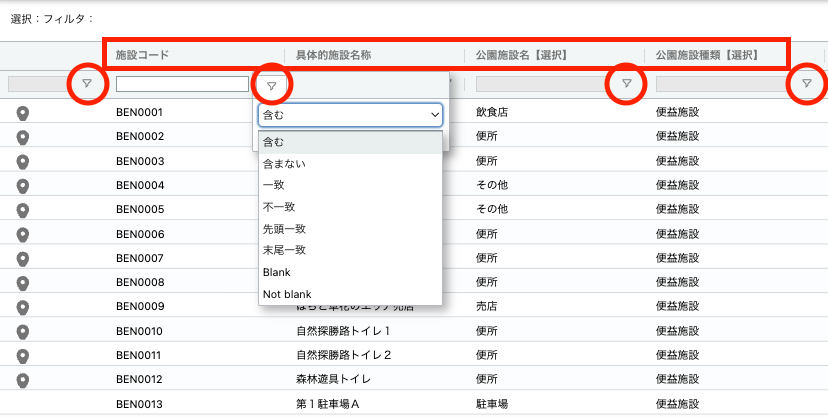 選択：フィルタ：
施設コード 具体的施設名称 公園施設名【選択】 公園施設種類【選択】
BEN0001 含む 飲食店 便益施設
BEN0002 含む 便所 便益施設
BEN0003 含まない 便所 便益施設
BEN0004 一致 その他 便益施設
BEN0005 不一致 その他 便益施設
BEN0006 先頭一致 便所 便益施設
BEN0007 末尾一致 便所 便益施設
BEN0008 Blank 便所 便益施設
Not blank
BEN0009 売店 便益施設
BEN0010 自然探勝路トイレ１ 便所 便益施設
BEN0011 自然探勝路トイレ２ 便所 便益施設
BEN0012 森林遊具トイレ 便所 便益施設
BEN0013 第１駐車場Ａ 駐車場 便益施設